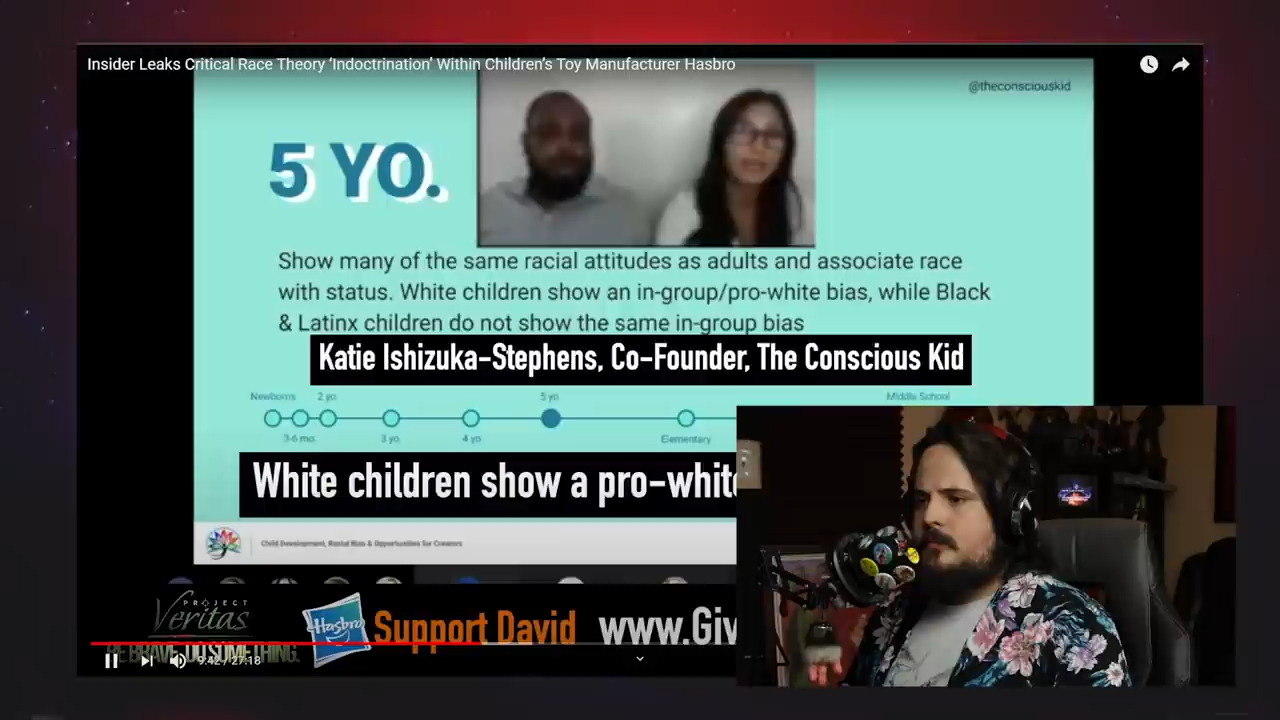 Insider Leaks Critical Race Theory ‘Indoctrination’ Within Children’s Toy Manufacturer Hasbro
@theconsciouskid
5 YO.
Show many of the same racial attitudes as adults and associate race
with status. White children show an in-group/pro-white bias, while Black
& Latinx children do not show the same in-group bias
Katie Ishizuka-Stephens, Co-Founder, The Conscious Kid
Newborns 2 yo. 5 yo. Middle School
3-6 mo. 3 yo. 4 yo. Elementary
White children show a pro-white
Child Development, Racial Bias & Opportunities for Creators
PROJECT
Veritas
BE BRAVE. DO SOMETHING.
Hasbro
Support David www.Giv
9:42 / 27:18